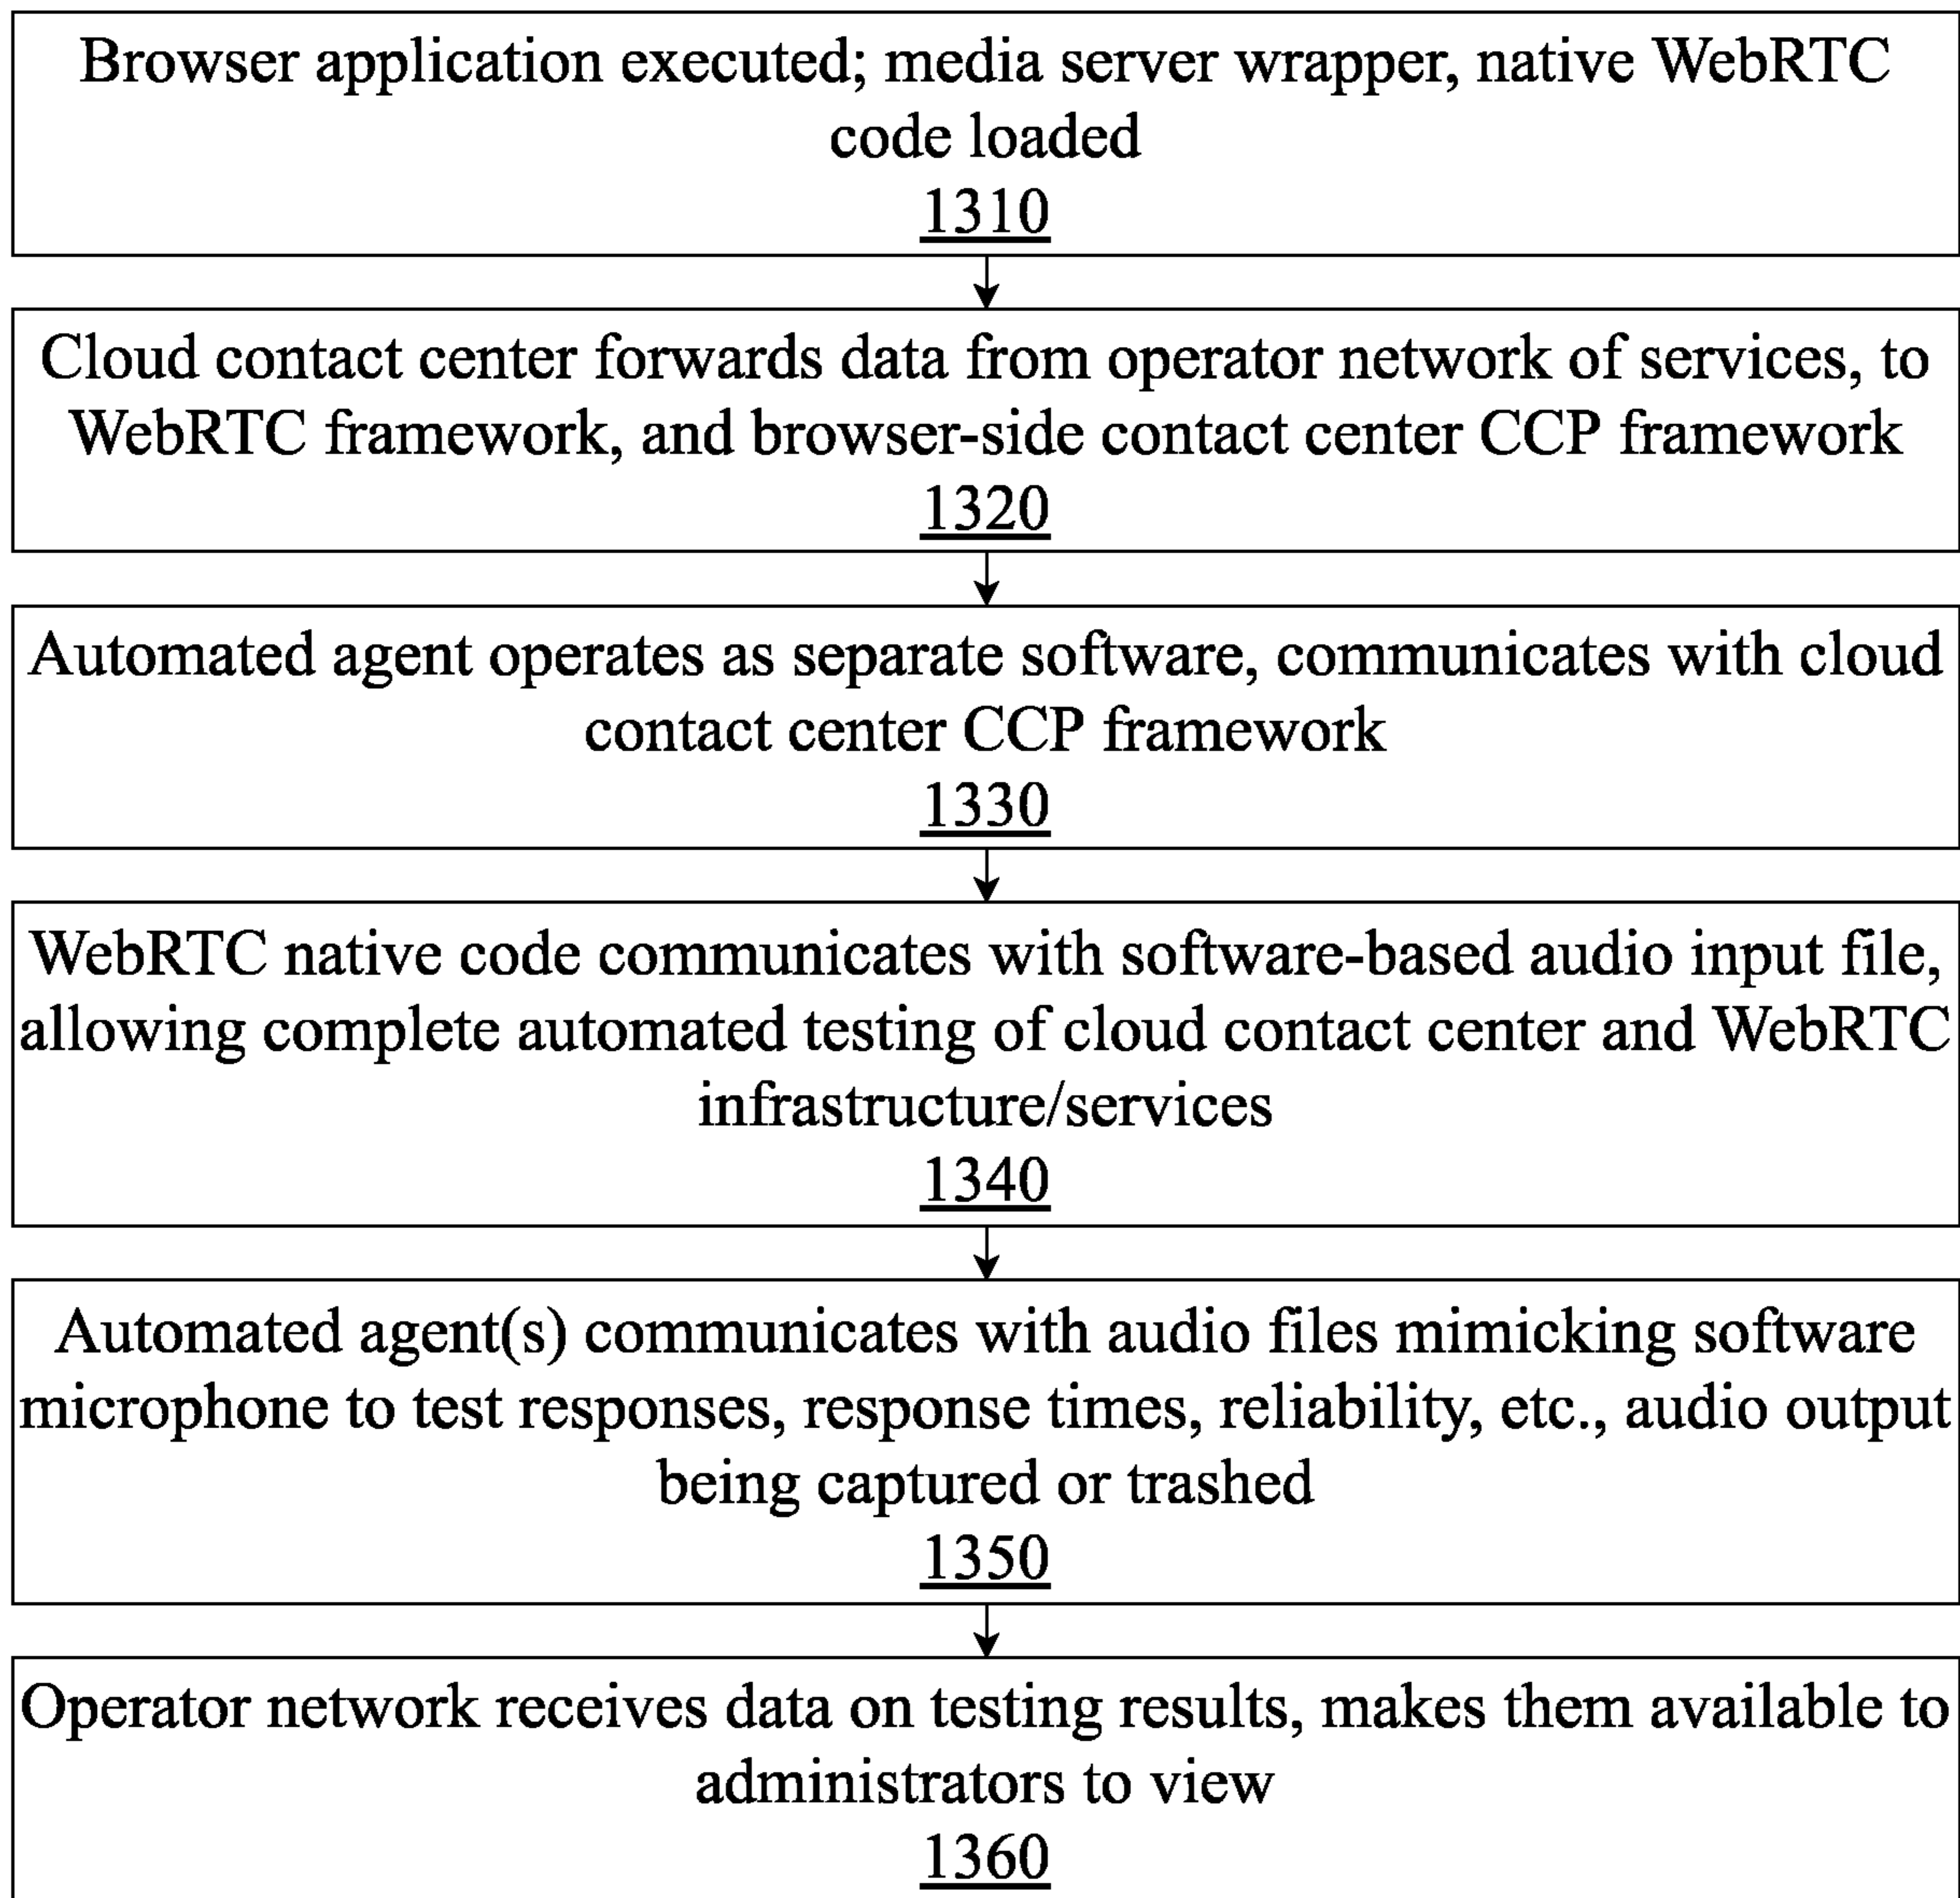 Browser application executed; media server wrapper, native WebRTC
code loaded
1310
Cloud contact center forwards data from operator network of services, to
WebRTC framework, and browser-side contact center CCP framework
1320
Automated agent operates as separate software, communicates with cloud
contact center CCP framework
1330
WebRTC native code communicates with software-based audio input file,
allowing complete automated testing of cloud contact center and WebRTC
infrastructure/services
1340
Automated agent(s) communicates with audio files mimicking software
microphone to test responses, response times, reliability, etc., audio output
being captured or trashed
1350
Operator network receives data on testing results, makes them available to
administrators to view
1360